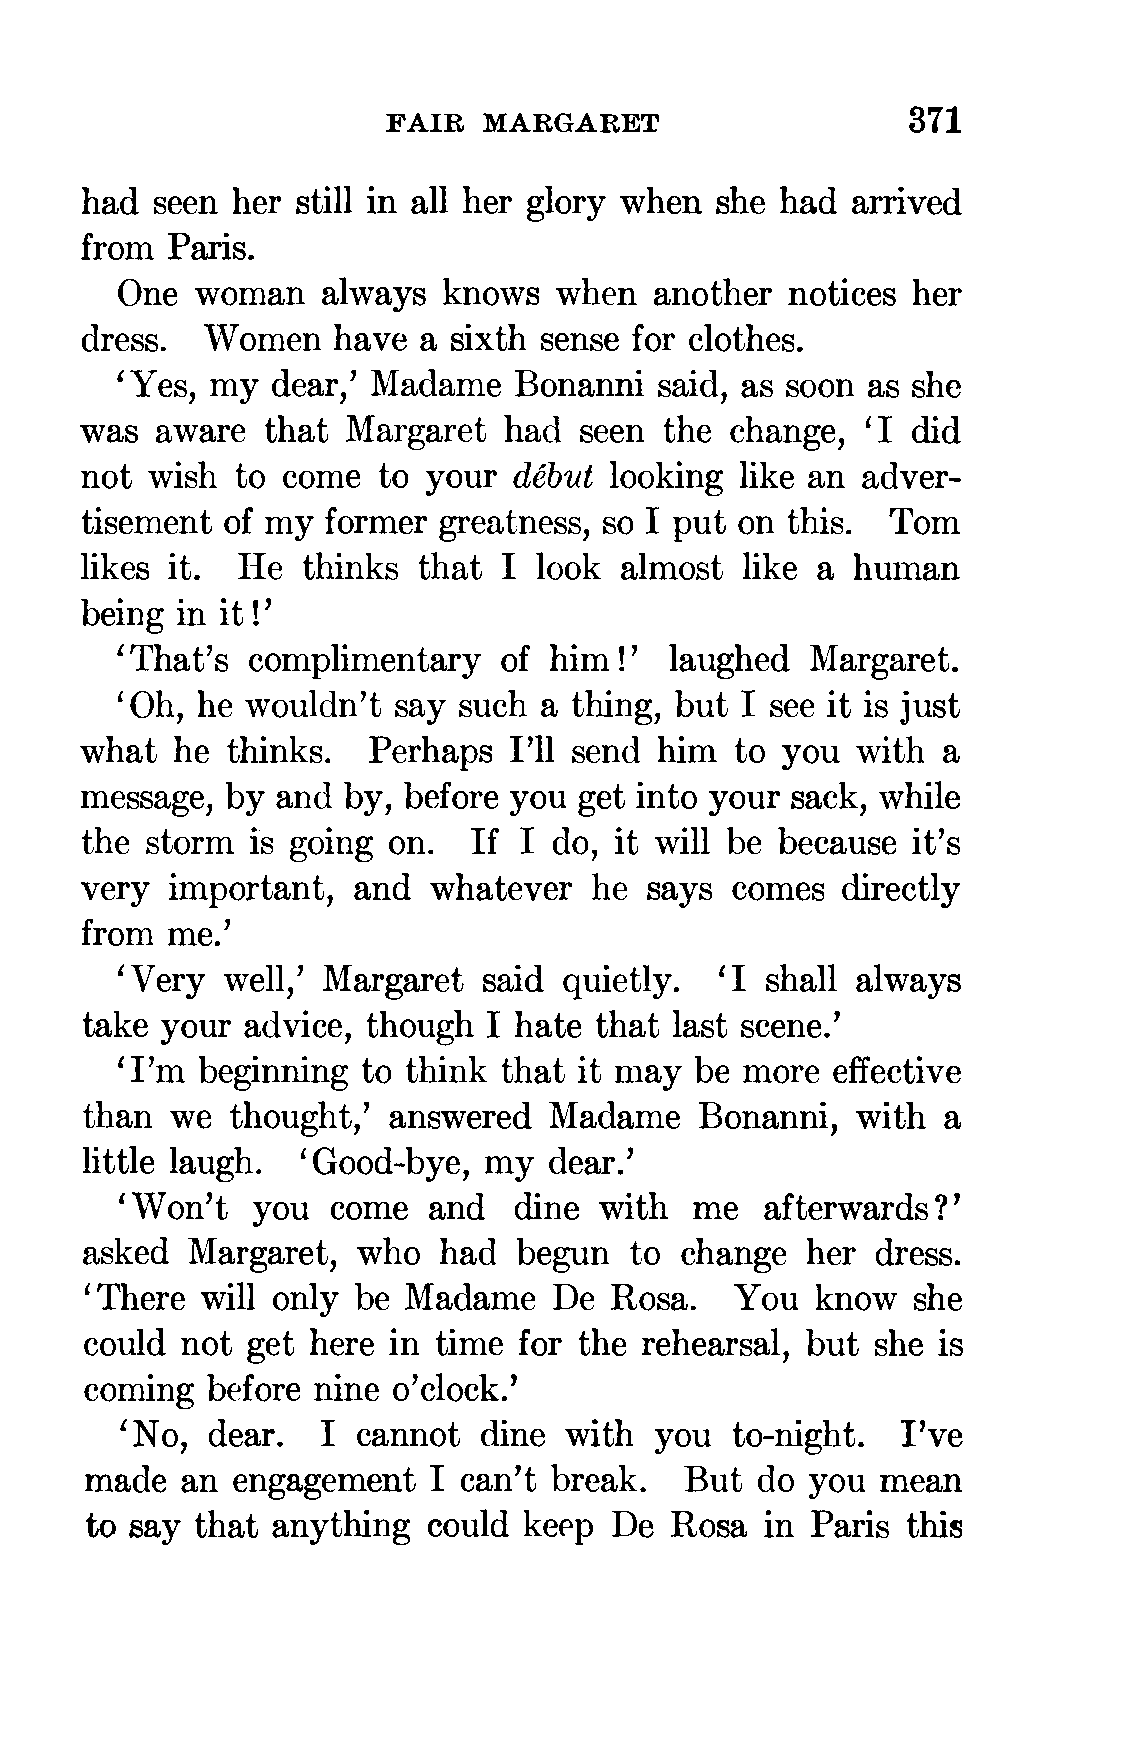 FAIR MARGARET 371
had seen her still in all her glory when she had arrived
from Paris.
One woman always knows when another notices her
dress. Women have a sixth sense for clothes.
‘Yes, my dear,’ Madame Bonanni said, as soon as she
was aware that Margaret had seen the change, ‘I did
not wish to come to your début looking like an adver-
tisement of my former greatness, so I put on this. Tom
likes it. He thinks that I look almost like a human
being in it!’
‘That’s complimentary of him!’ laughed Margaret.
‘Oh, he wouldn’t say such a thing, but I see it is just
what he thinks. Perhaps I’ll send him to you with a
message, by and by, before you get into your sack, while
the storm is going on. If I do, it will be because it’s
very important, and whatever he says comes directly
from me.’
‘Very well,’ Margaret said quietly. ‘I shall always
take your advice, though I hate that last scene.’
‘I’m beginning to think that it may be more effective
than we thought,’ answered Madame Bonanni, with a
little laugh. ‘Good-bye, my dear.’
‘Won’t you come and dine with me afterwards?’
asked Margaret, who had begun to change her dress.
‘There will only be Madame De Rosa. You know she
could not get here in time for the rehearsal, but she is
coming before nine o’clock.’
‘No, dear. I cannot dine with you to-night. I’ve
made an engagement I can’t break. But do you mean
to say that anything could keep De Rosa in Paris this